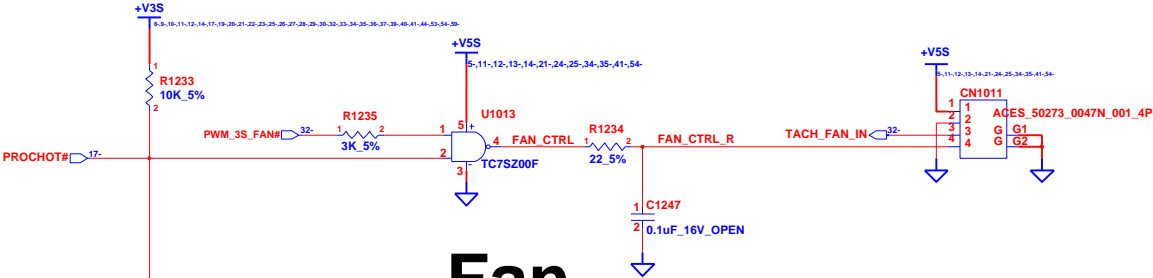 +V3S
8-,9-,10-,11-,12-,14-,17-,19-,20-,21-,22-,23-,25-,26-,27-,28-,29-,30-,32-,33-,34-,35-,36-,37-,39-,40-,41-,44-,53-,54-,59-
1
R1233
10K_5%
2
+V5S
5-,11-,12-,13-,14-,21-,24-,25-,34-,35-,41-,54-
U1013
5 +
PWM_3S_FAN# 32-
R1235
1 2
3K_5%
1
PROCHOT# 17-
2
4
FAN_CTRL
TC7SZ00F
3 -
R1234
1 2
22_5%
FAN_CTRL_R
1 C1247
2 0.1uF_16V_OPEN
+V5S
5-,11-,12-,13-,14-,21-,24-,25-,34-,35-,41-,54-
CN1011
ACES_50273_0047N_001_4P
1 1
2 2
TACH_FAN_IN 32-
3 3
4 4
G G1
G G2
Fan